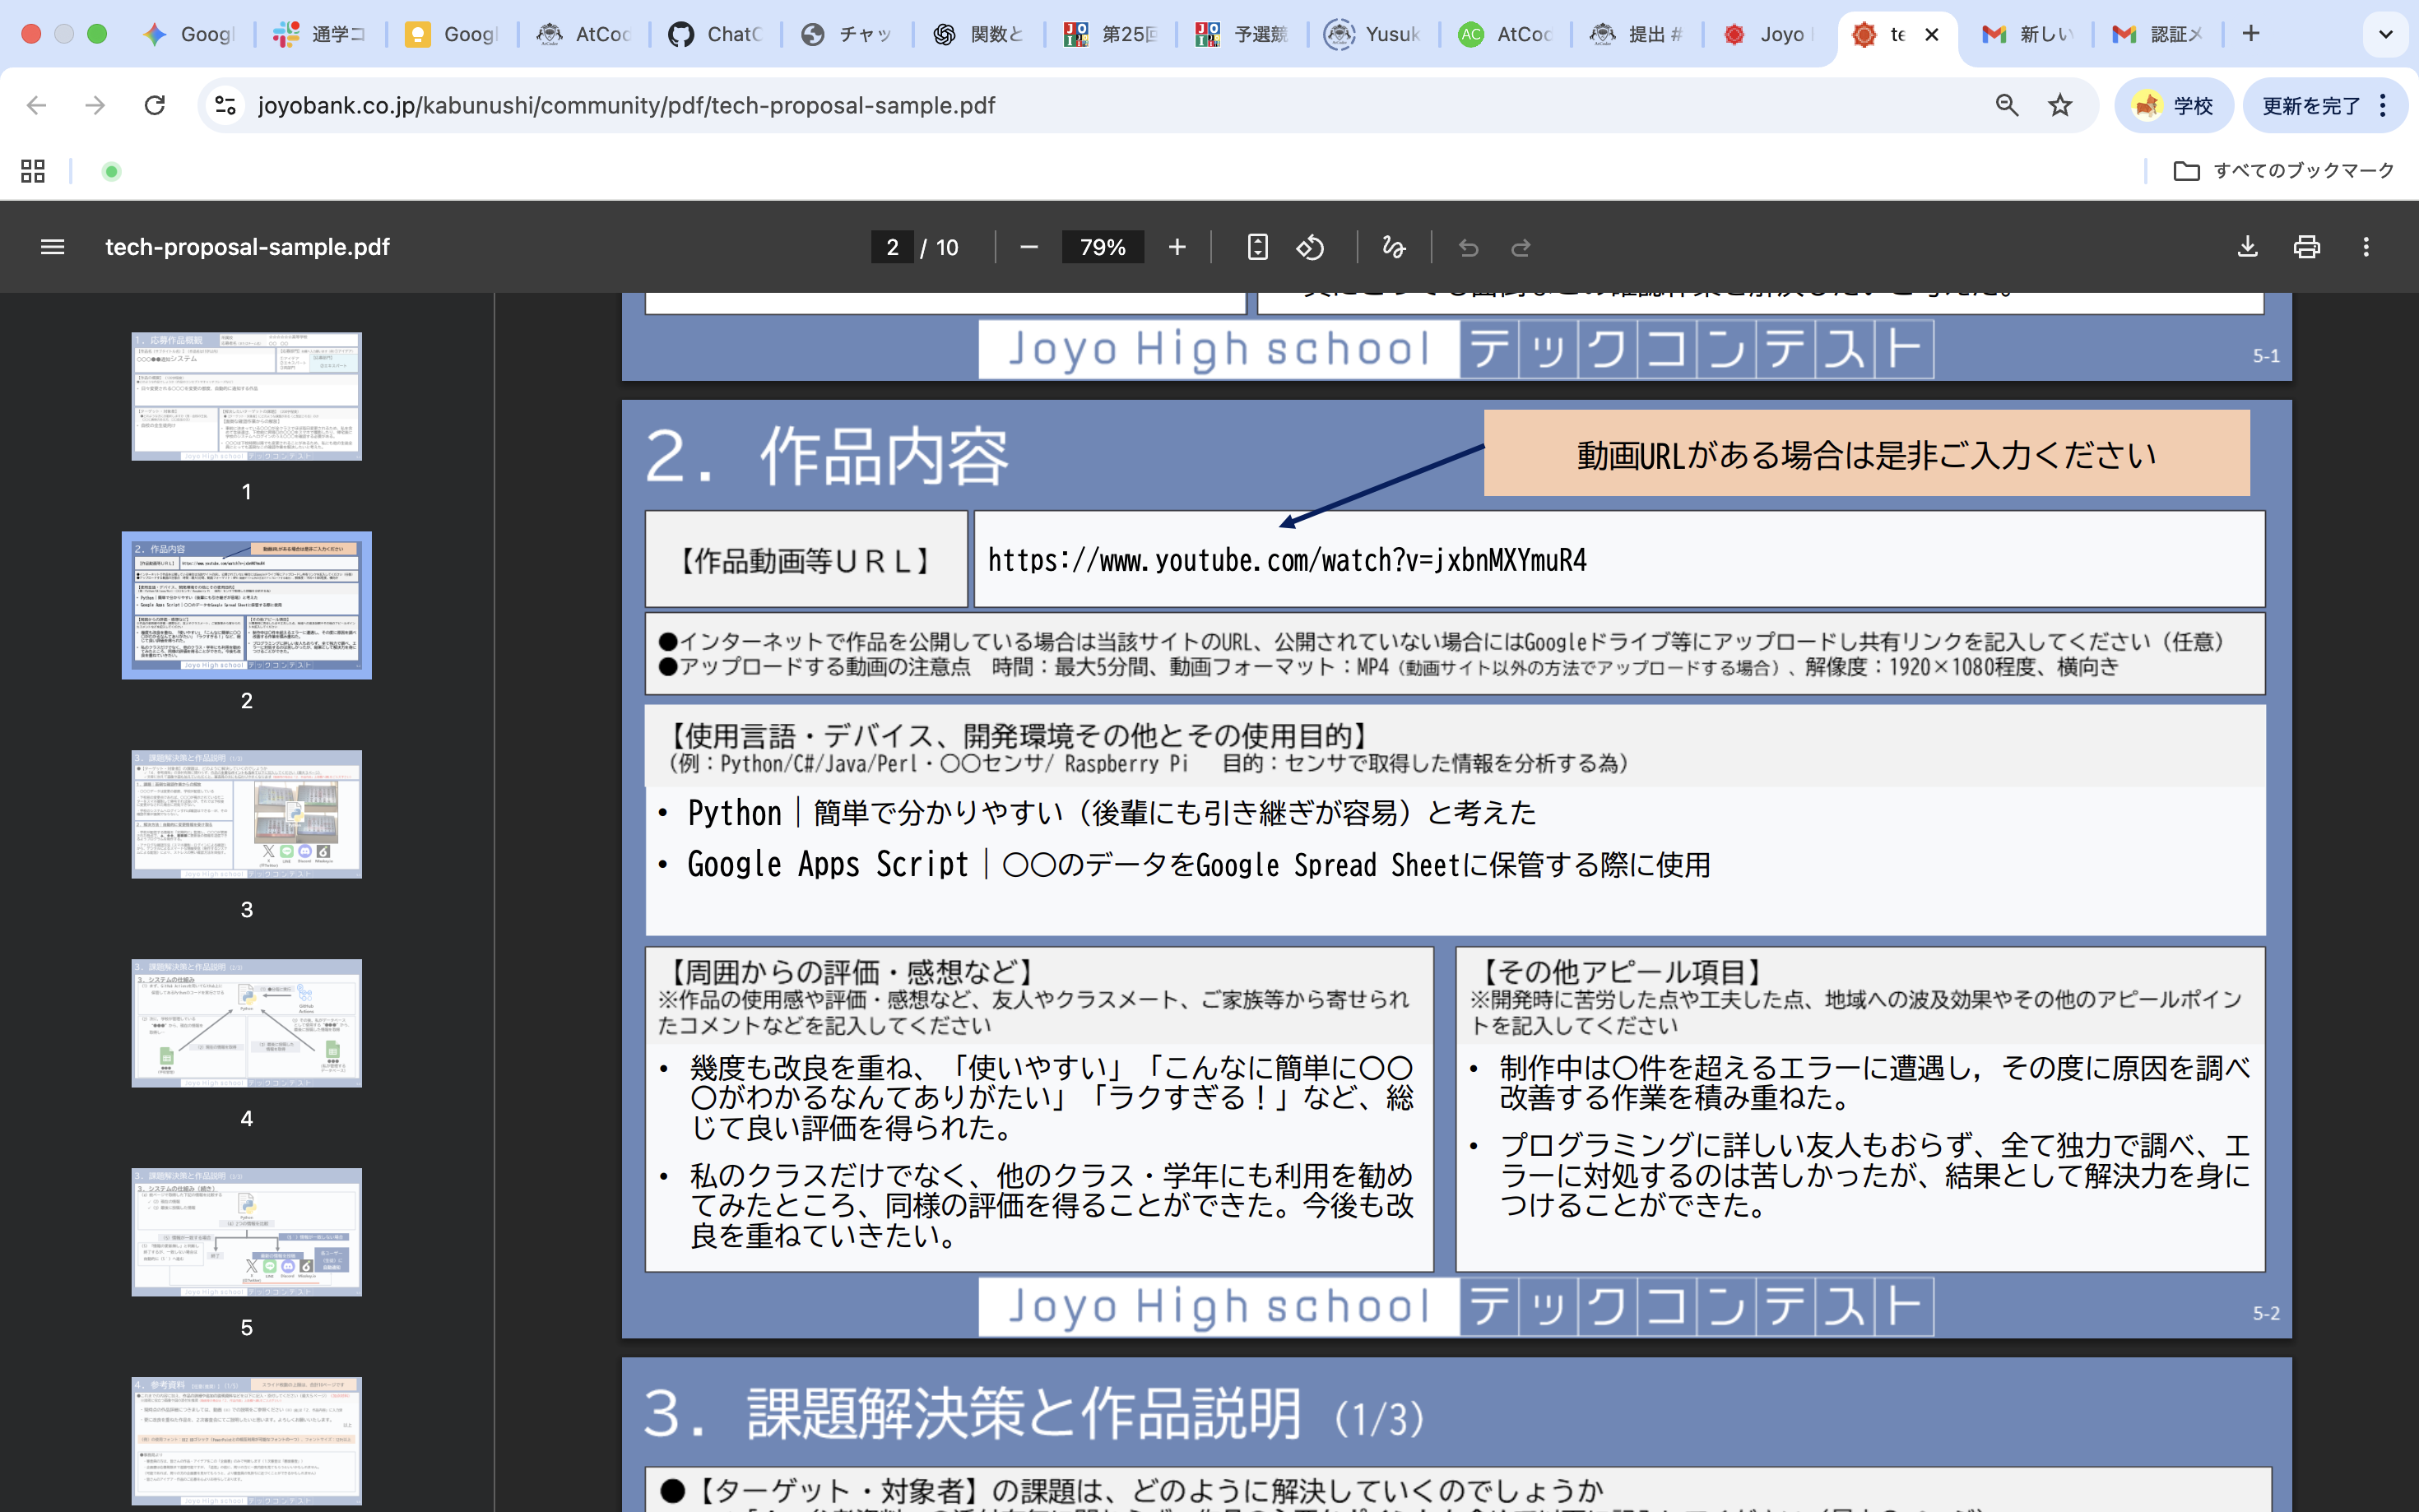 Googl
通学コ
Googl
AtCoc
ChatC
チャッ
関数と
第25回
予選競
Yusuk
AtCoc
提出 #
Joyo
te
新しい
認証メ
joyobank.co.jp/kabunushi/community/pdf/tech-proposal-sample.pdf
学校
更新を完了
すべてのブックマーク
tech-proposal-sample.pdf
2 / 10
79%
1
2
3
4
5
Joyo High school テックコンテスト
5-1
2. 作品内容
動画URLがある場合は是非ご入力ください
【作品動画等ＵＲＬ】
https://www.youtube.com/watch?v=jxbnMXYmuR4
●インターネットで作品を公開している場合は当該サイトのURL、公開されていない場合にはGoogleドライブ等にアップロードし共有リンクを記入してください（任意）
●アップロードする動画の注意点　時間：最大5分間、動画フォーマット：MP4（動画サイト以外の方法でアップロードする場合）、解像度：1920×1080程度、横向き
【使用言語・デバイス、開発環境その他とその使用目的】
（例：Python/C#/Java/Perl・〇〇センサ/ Raspberry Pi　目的：センサで取得した情報を分析する為）
• Python｜簡単で分かりやすい（後輩にも引き継ぎが容易）と考えた
• Google Apps Script｜〇〇のデータをGoogle Spread Sheetに保管する際に使用
【周囲からの評価・感想など】
※作品の使用感や評価・感想など、友人やクラスメート、ご家族等から寄せられ
たコメントなどを記入してください
• 幾度も改良を重ね、「使いやすい」「こんなに簡単に〇〇
〇がわかるなんてありがたい」「ラクすぎる！」など、総
じて良い評価を得られた。
• 私のクラスだけでなく、他のクラス・学年にも利用を勧め
てみたところ、同様の評価を得ることができた。今後も改
良を重ねていきたい。
【その他アピール項目】
※開発時に苦労した点や工夫した点、地域への波及効果やその他のアピールポイン
トを記入してください
• 制作中は〇件を超えるエラーに遭遇し，その度に原因を調べ
改善する作業を積み重ねた。
• プログラミングに詳しい友人もおらず、全て独力で調べ、エ
ラーに対処するのは苦しかったが、結果として解決力を身に
つけることができた。
Joyo High school テックコンテスト
5-2
3. 課題解決策と作品説明（1/3）
●【ターゲット・対象者】の課題は、どのように解決していくのでしょうか